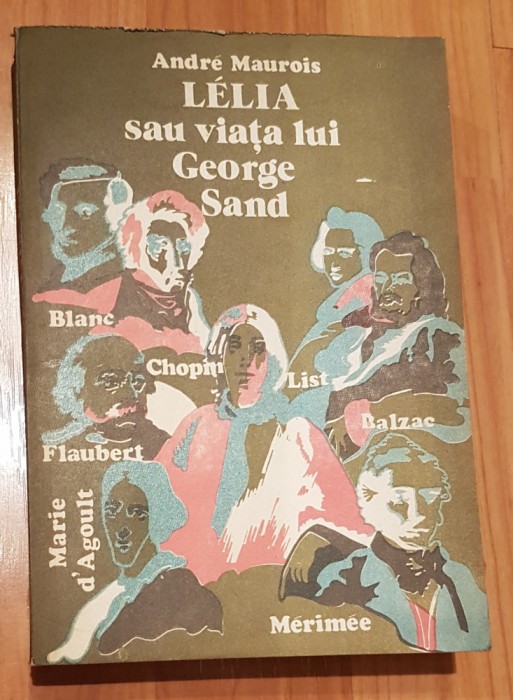 André Maurois
LÉLIA
sau viața lui
George
Sand
Blanc
Chopin
List
Balzac
Flaubert
Marie
d'Agoult
Mérimée